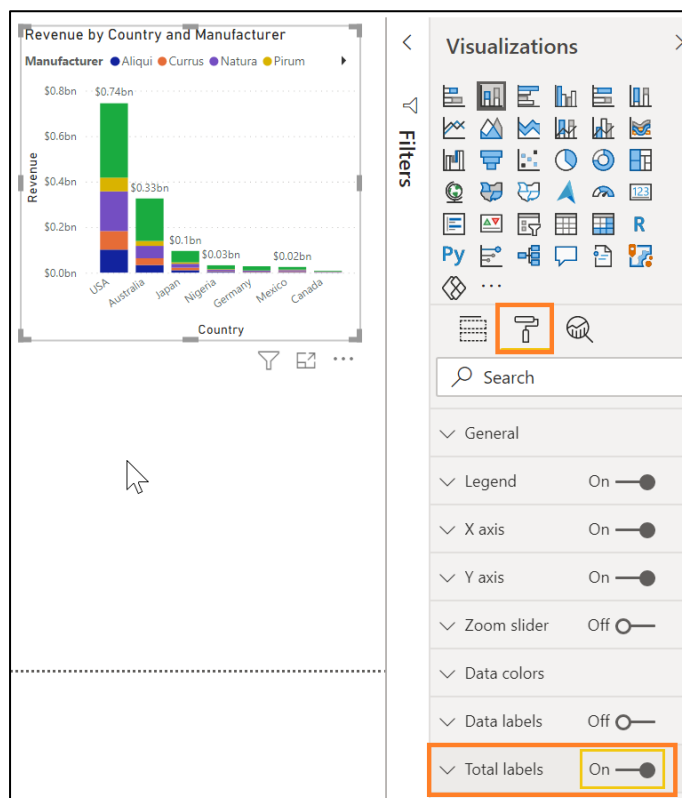 Revenue by Country and Manufacturer
Manufacturer Aliqui Currus Natura Pirum
$0.8bn
$0.6bn
$0.4bn
$0.2bn
$0.0bn
Revenue
$0.74bn
$0.33bn
$0.1bn
$0.03bn
$0.02bn
USA
Australia
Japan
Nigeria
Germany
Mexico
Canada
Country
Filters
Visualizations
123
R
Py
Search
General
Legend On
X axis On
Y axis On
Zoom slider Off
Data colors
Data labels Off
Total labels On